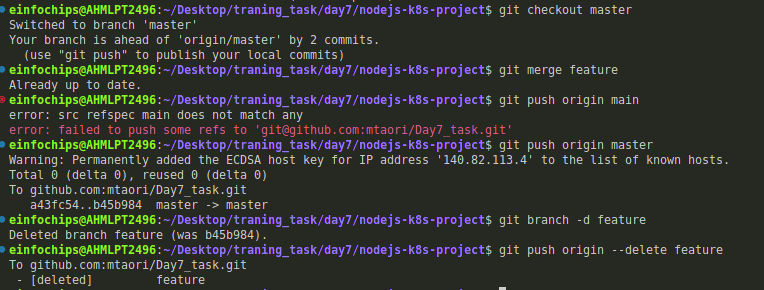 einfochips@AHMLPT2496:~/Desktop/traning_task/day7/nodejs-k8s-project$ git checkout master
Switched to branch 'master'
Your branch is ahead of 'origin/master' by 2 commits.
  (use "git push" to publish your local commits)
einfochips@AHMLPT2496:~/Desktop/traning_task/day7/nodejs-k8s-project$ git merge feature
Already up to date.
einfochips@AHMLPT2496:~/Desktop/traning_task/day7/nodejs-k8s-project$ git push origin main
error: src refspec main does not match any
error: failed to push some refs to 'git@github.com:mtaori/Day7_task.git'
einfochips@AHMLPT2496:~/Desktop/traning_task/day7/nodejs-k8s-project$ git push origin master
Warning: Permanently added the ECDSA host key for IP address '140.82.113.4' to the list of known hosts.
Total 0 (delta 0), reused 0 (delta 0)
To github.com:mtaori/Day7_task.git
   a43fc54..b45b984  master -> master
einfochips@AHMLPT2496:~/Desktop/traning_task/day7/nodejs-k8s-project$ git branch -d feature
Deleted branch feature (was b45b984).
einfochips@AHMLPT2496:~/Desktop/traning_task/day7/nodejs-k8s-project$ git push origin --delete feature
To github.com:mtaori/Day7_task.git
 - [deleted]         feature